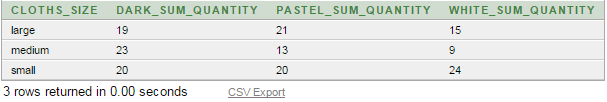 CLOTHS_SIZE DARK_SUM_QUANTITY PASTEL_SUM_QUANTITY WHITE_SUM_QUANTITY
large 19 21 15
medium 23 13 9
small 20 20 24
3 rows returned in 0.00 seconds CSV Export